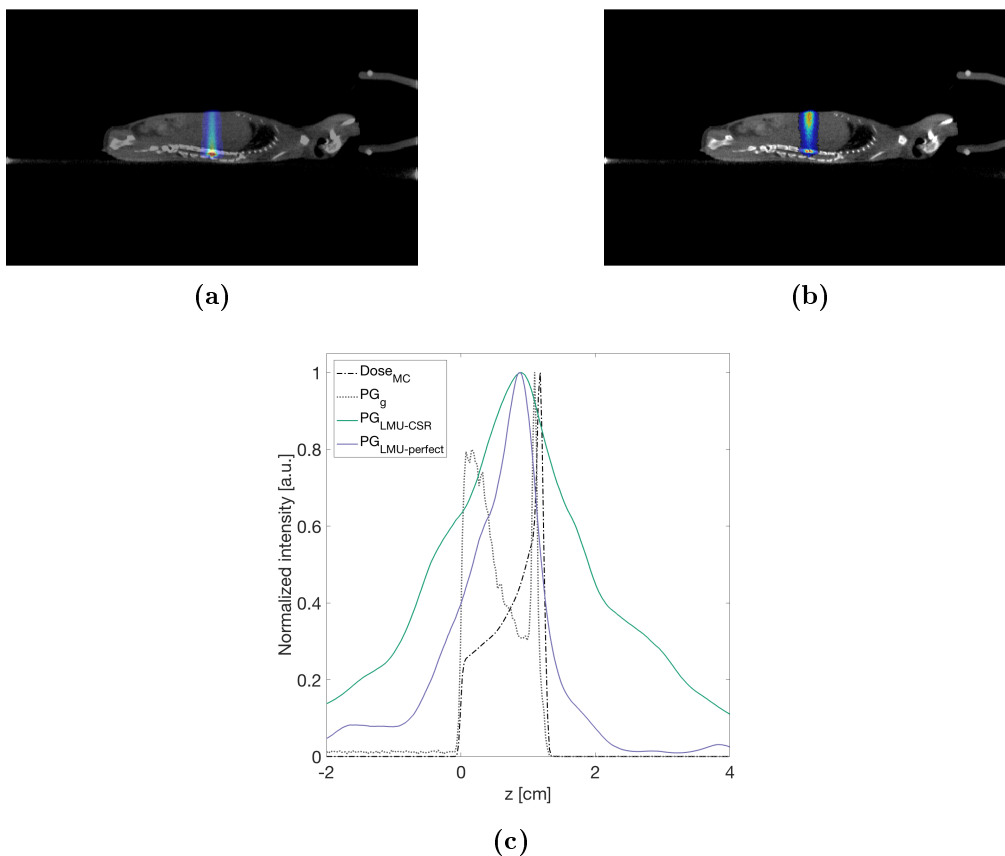 (a)
(b)
Dose_MC
PG_g
PG_LMU-CSR
PG_LMU-perfect
Normalized intensity [a.u.]
1
0.8
0.6
0.4
0.2
0
-2
0
2
4
z [cm]
(c)